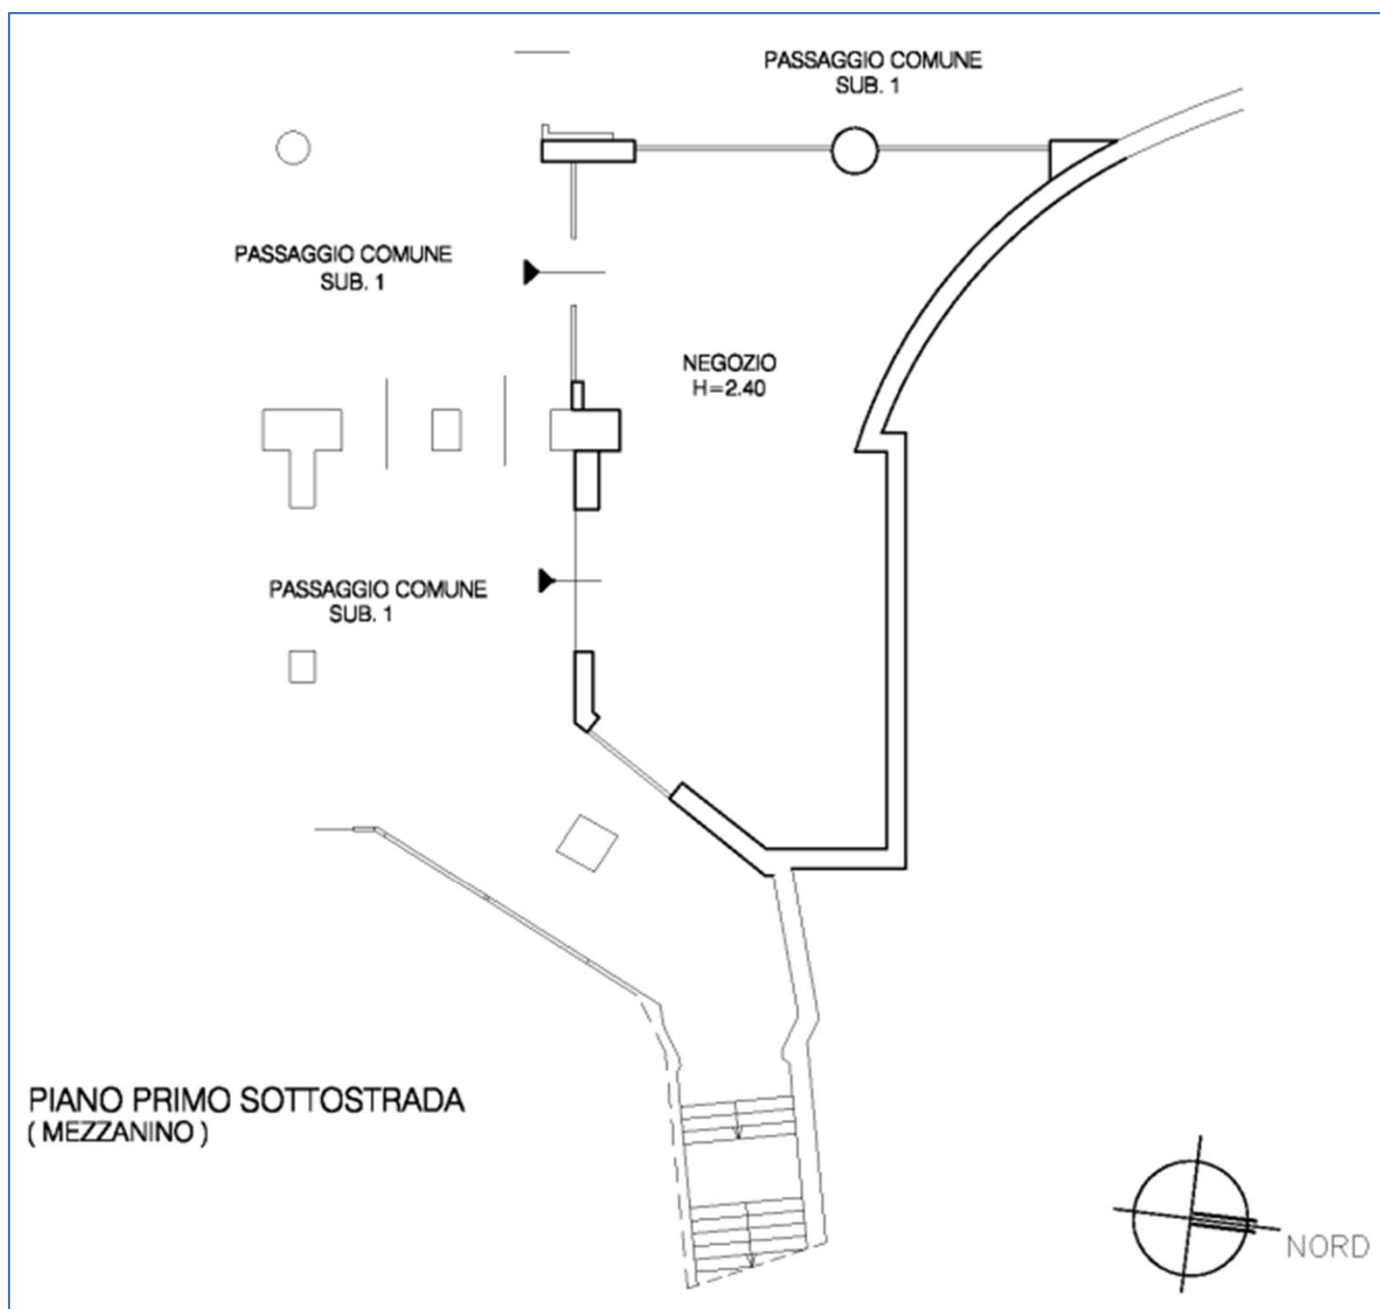 PASSAGGIO COMUNE
SUB. 1
PASSAGGIO COMUNE
SUB. 1
NEGOZIO
H=2.40
PASSAGGIO COMUNE
SUB. 1
PIANO PRIMO SOTTOSTRADA
( MEZZANINO )
NORD